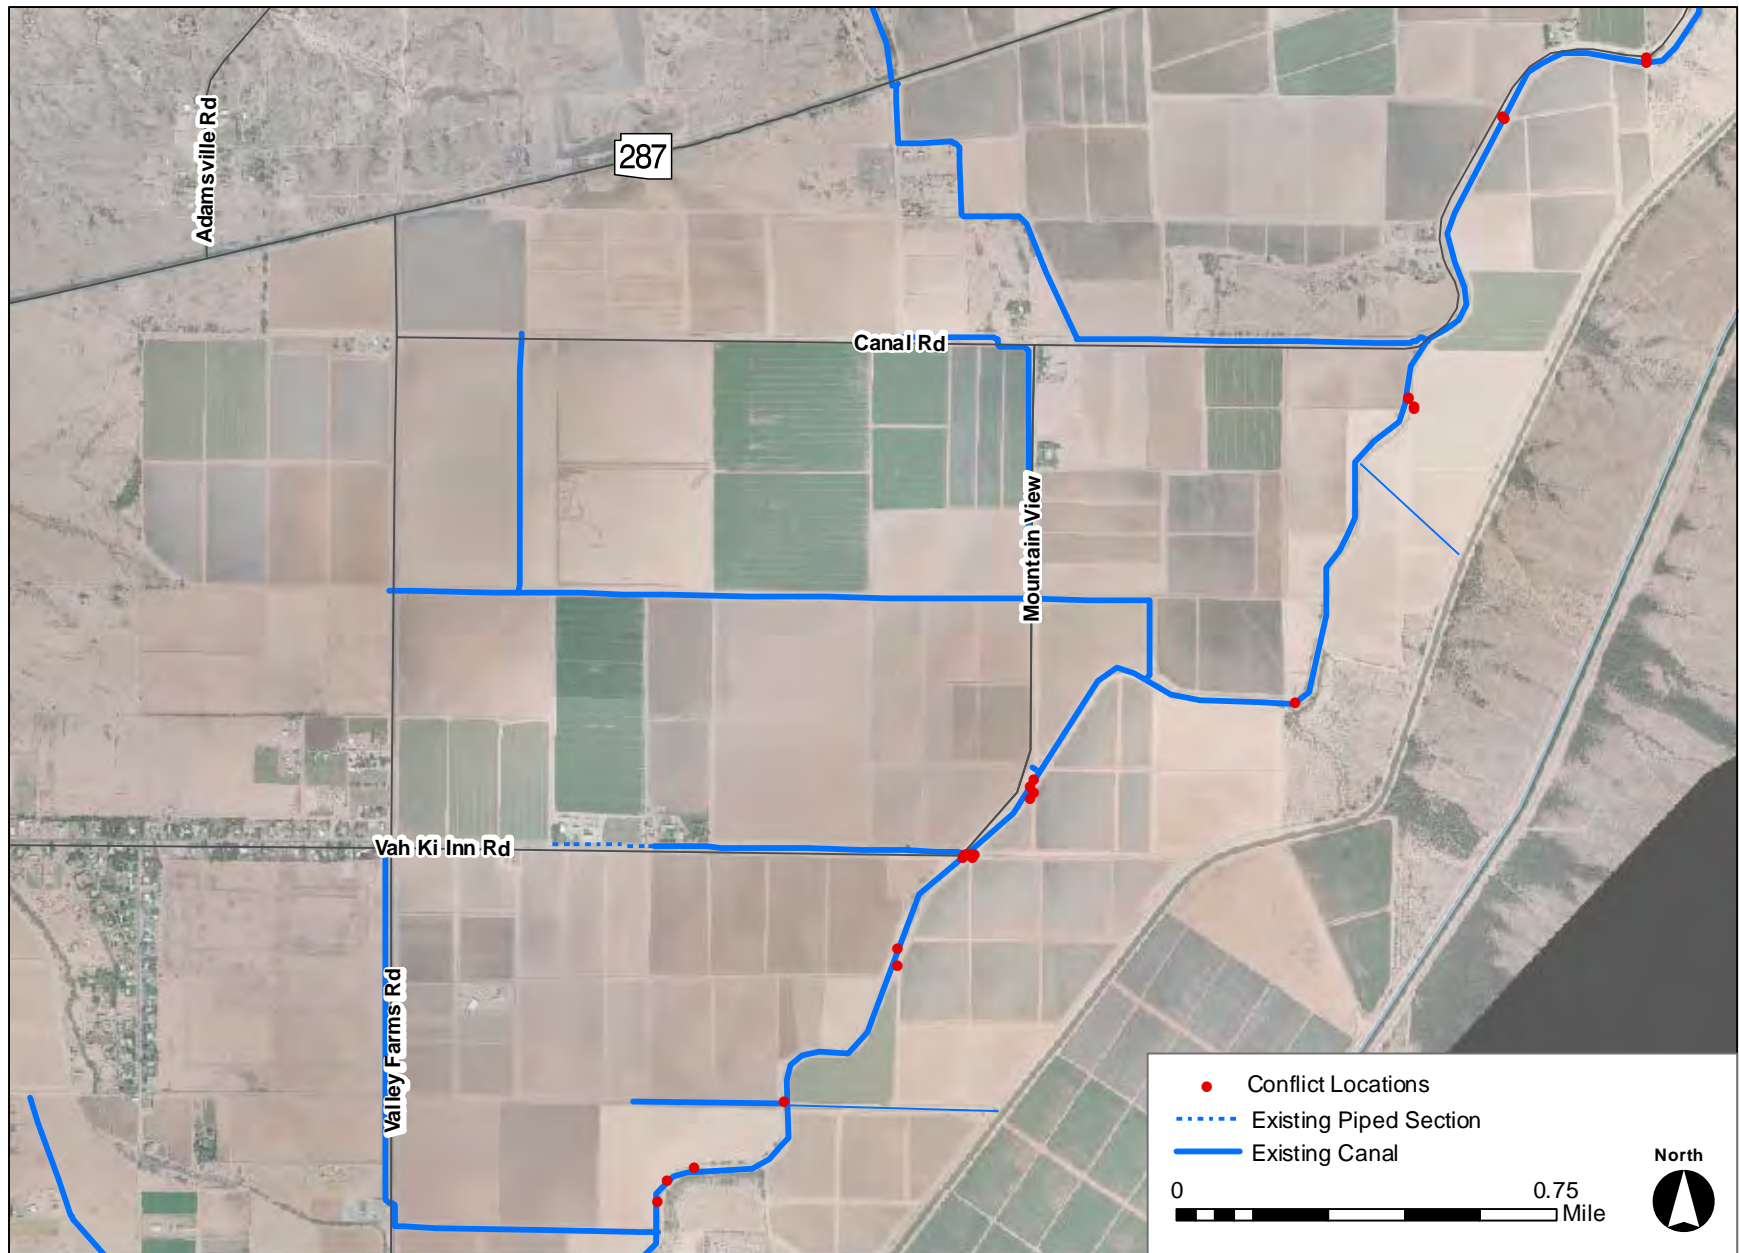 Adamsville Rd
287
Canal Rd
Mountain View
Vah Ki Inn Rd
Valley Farms Rd
Conflict Locations
Existing Piped Section
Existing Canal
North
0
0.75
Mile